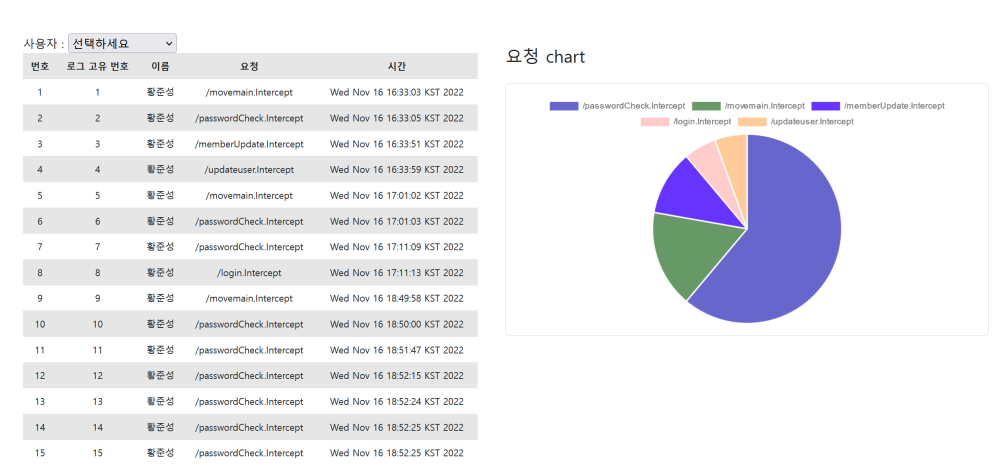 사용자 : 선택하세요
번호 로그 고유 번호 이름 요청 시간
1 1 황준성 /movemain.Intercept Wed Nov 16 16:33:03 KST 2022
2 2 황준성 /passwordCheck.Intercept Wed Nov 16 16:33:05 KST 2022
3 3 황준성 /memberUpdate.Intercept Wed Nov 16 16:33:51 KST 2022
4 4 황준성 /updateuser.Intercept Wed Nov 16 16:33:59 KST 2022
5 5 황준성 /movemain.Intercept Wed Nov 16 17:01:02 KST 2022
6 6 황준성 /passwordCheck.Intercept Wed Nov 16 17:01:03 KST 2022
7 7 황준성 /passwordCheck.Intercept Wed Nov 16 17:11:09 KST 2022
8 8 황준성 /login.Intercept Wed Nov 16 17:11:13 KST 2022
9 9 황준성 /movemain.Intercept Wed Nov 16 18:49:58 KST 2022
10 10 황준성 /passwordCheck.Intercept Wed Nov 16 18:50:00 KST 2022
11 11 황준성 /passwordCheck.Intercept Wed Nov 16 18:51:47 KST 2022
12 12 황준성 /passwordCheck.Intercept Wed Nov 16 18:52:15 KST 2022
13 13 황준성 /passwordCheck.Intercept Wed Nov 16 18:52:24 KST 2022
14 14 황준성 /passwordCheck.Intercept Wed Nov 16 18:52:25 KST 2022
15 15 황준성 /passwordCheck.Intercept Wed Nov 16 18:52:25 KST 2022
요청 chart
/passwordCheck.Intercept /movemain.Intercept /memberUpdate.Intercept
/login.Intercept /updateuser.Intercept